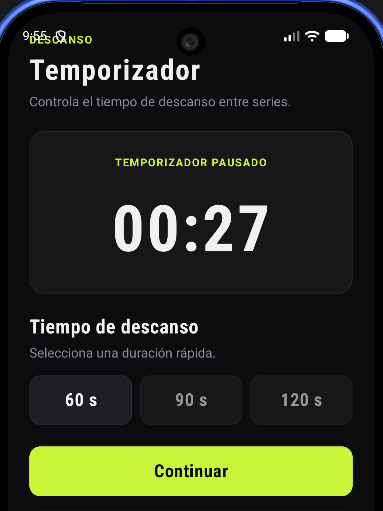 9:55
DESCANSO
Temporizador
Controla el tiempo de descanso entre series.
TEMPORIZADOR PAUSADO
00:27
Tiempo de descanso
Selecciona una duración rápida.
60 s 90 s 120 s
Continuar